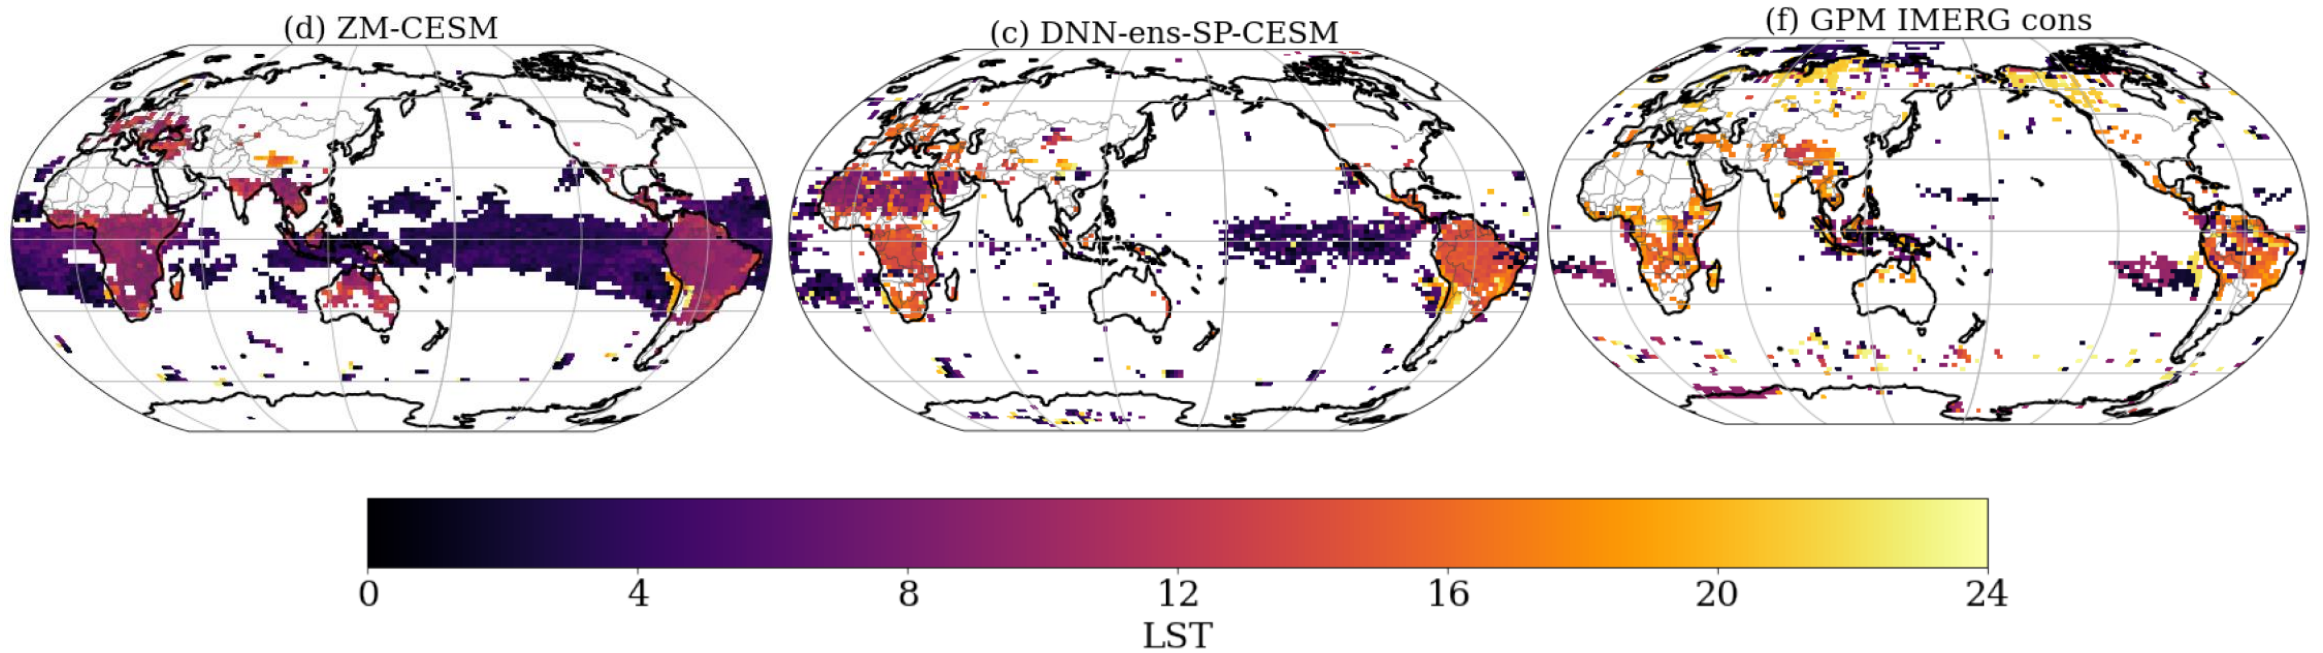 (d) ZM-CESM
(c) DNN-ens-SP-CESM
(f) GPM IMERG cons
0 4 8 12 16 20 24
LST